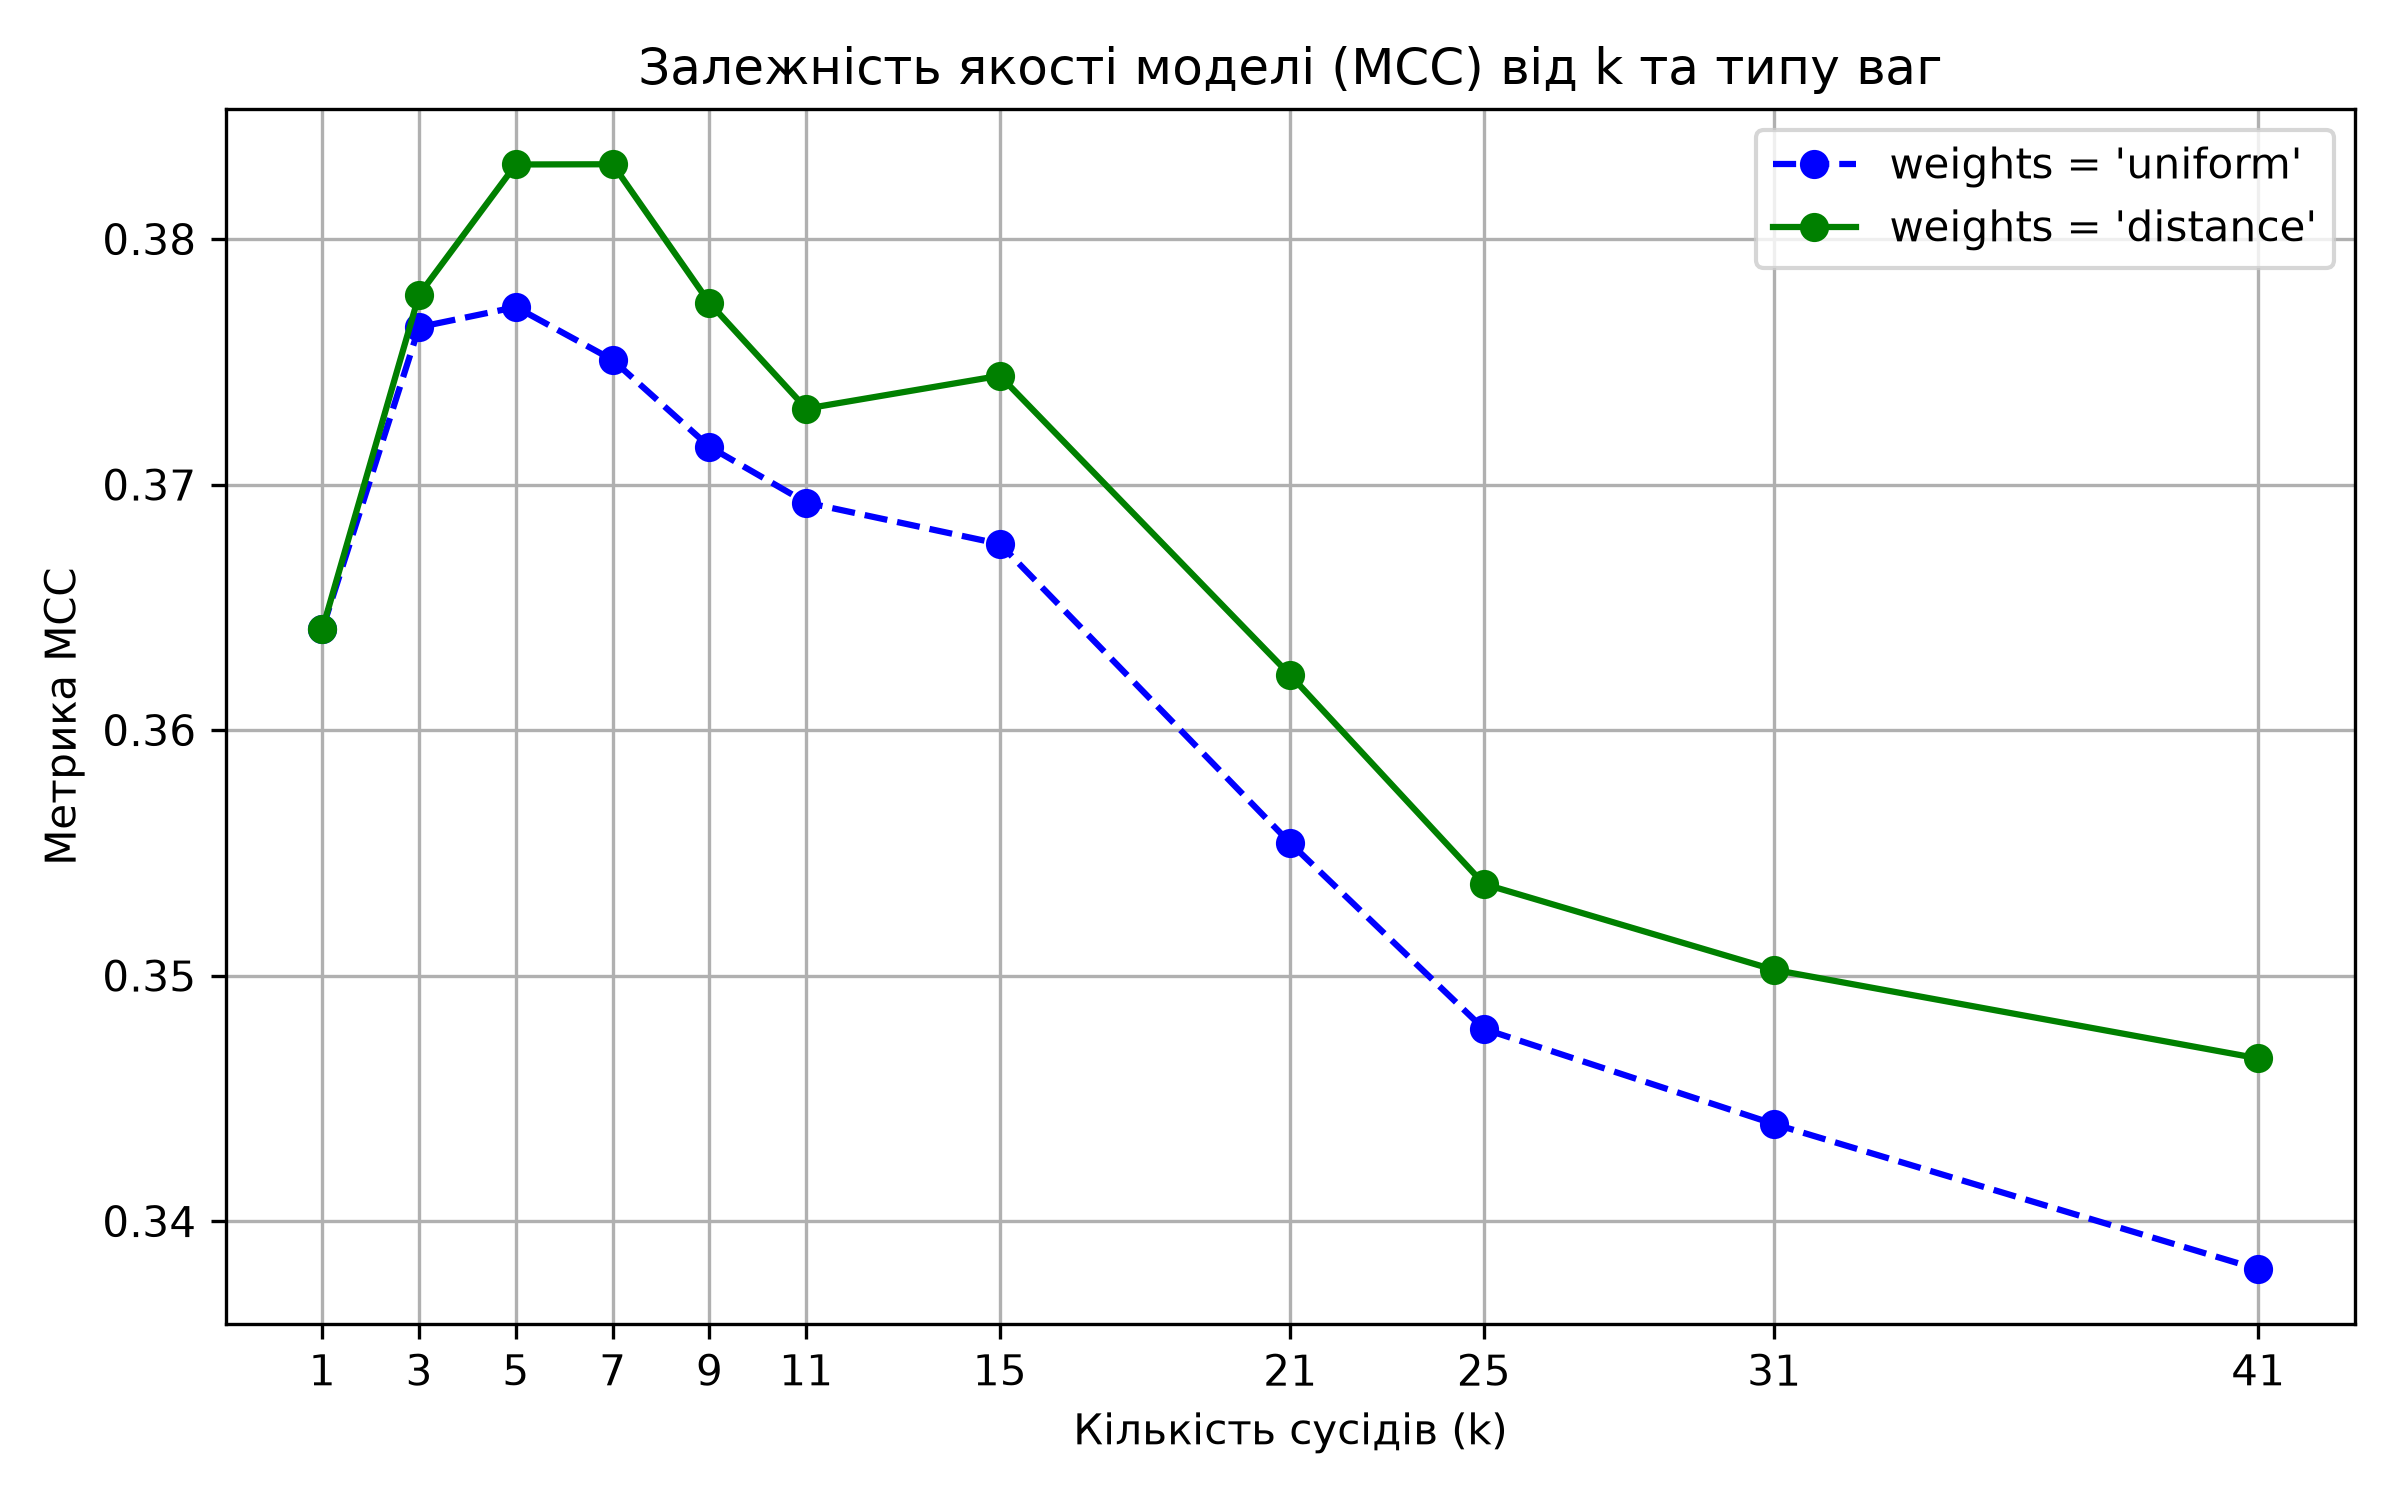 Залежність якості моделі (MCC) від k та типу ваг
weights = 'uniform'
weights = 'distance'
Метрика MCC
0.38
0.37
0.36
0.35
0.34
1 3 5 7 9 11 15 21 25 31 41
Кількість сусідів (k)